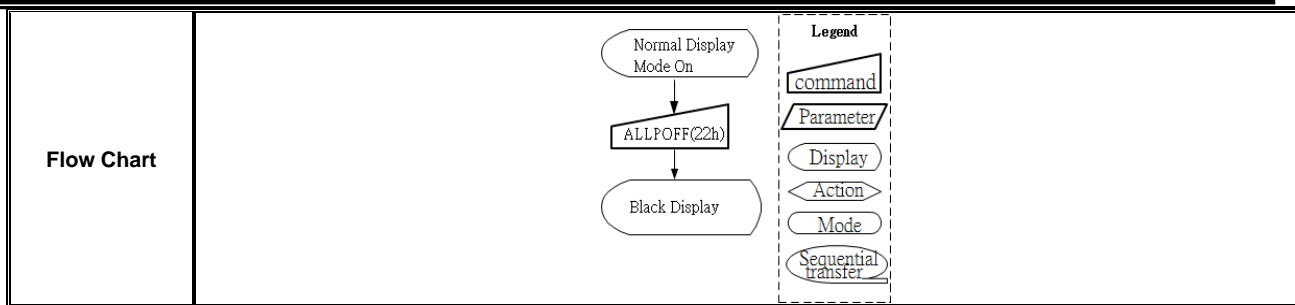 Flow Chart
Normal Display
Mode On
ALLPOFF(22h)
Black Display
Legend
command
Parameter
Display
Action
Mode
Sequential
transfer